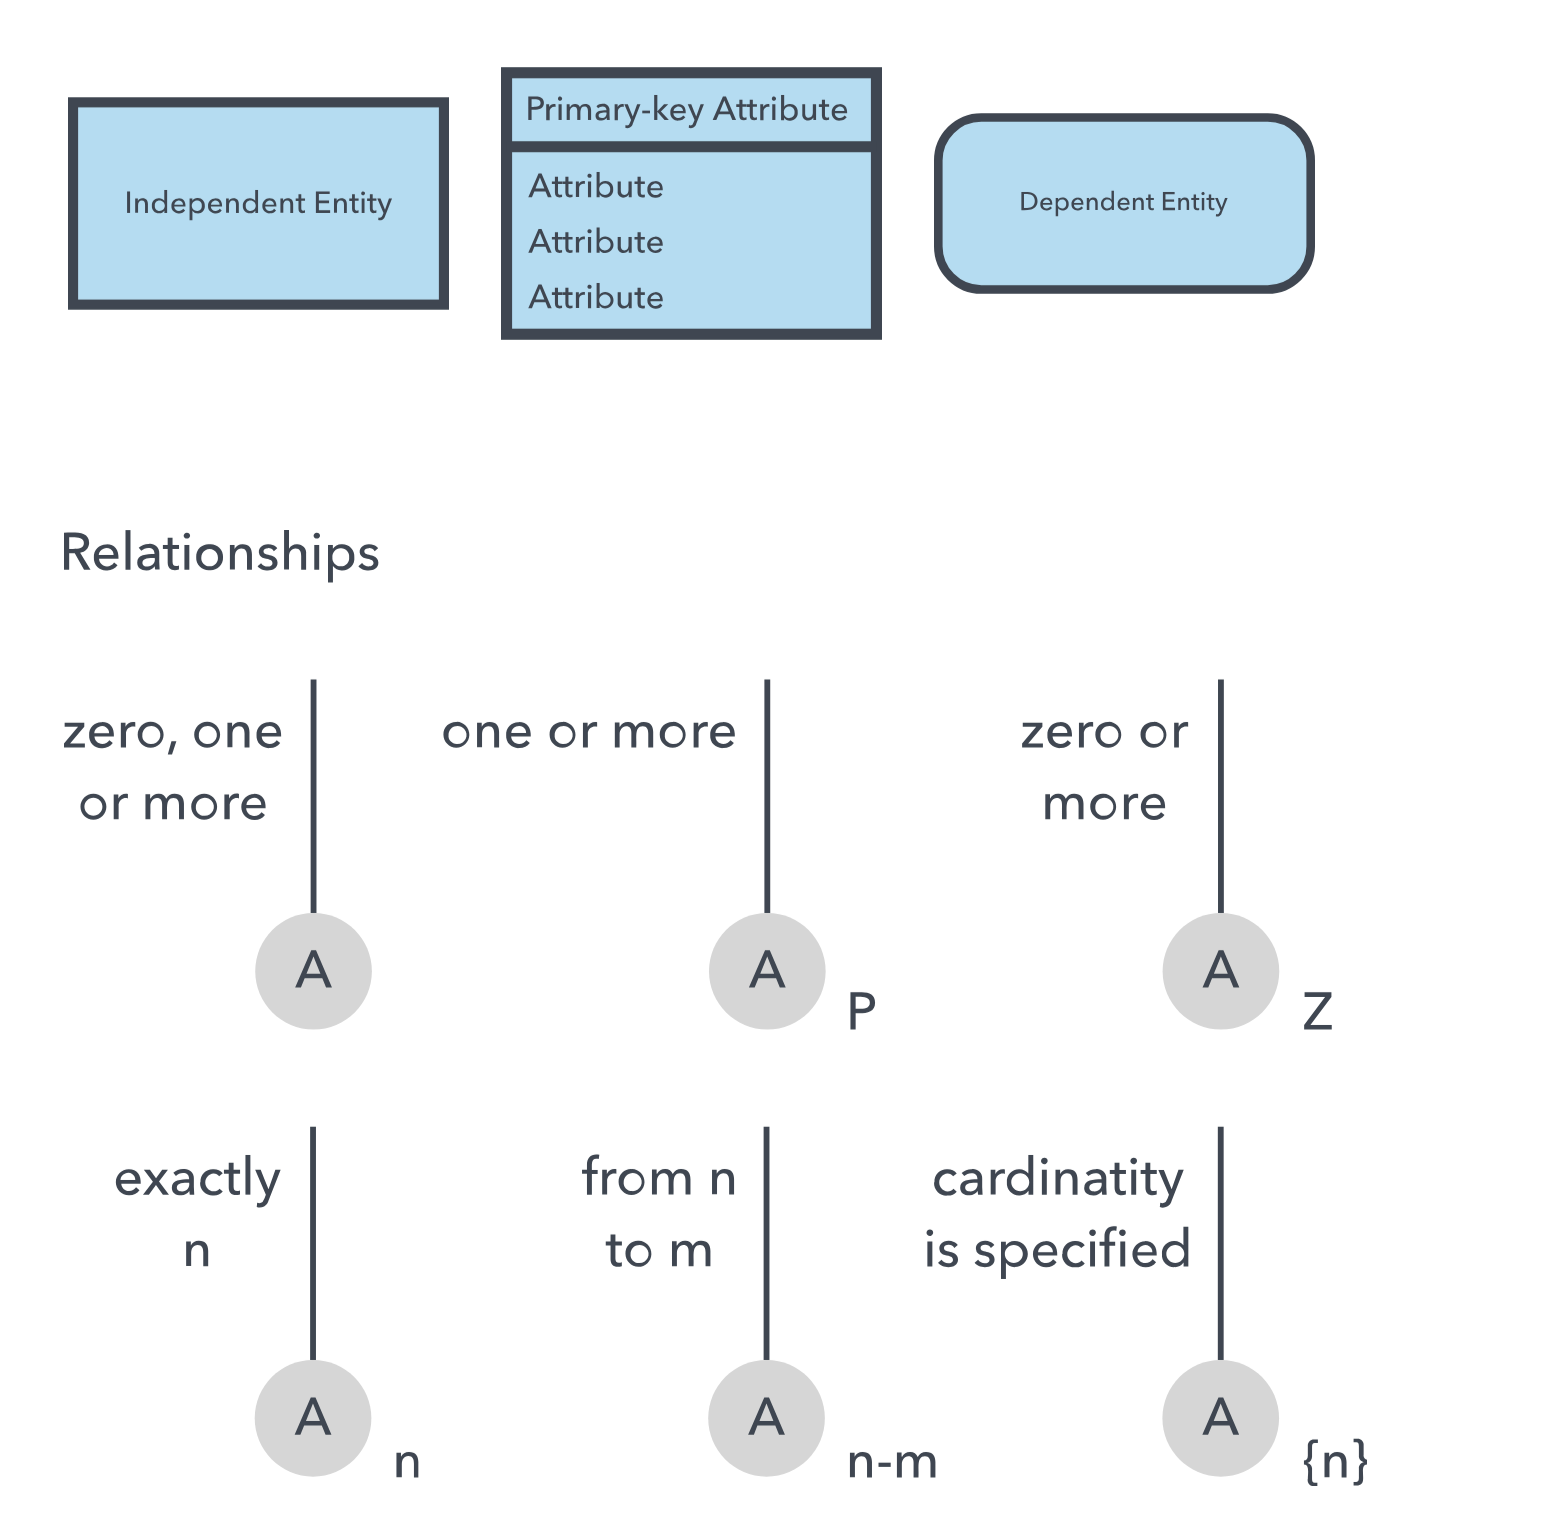 Independent Entity
Primary-key Attribute
Attribute
Attribute
Attribute
Dependent Entity
Relationships
zero, one
or more
A
one or more
A
P
zero or
more
A
Z
exactly
n
A
n
from n
to m
A
n-m
cardinatity
is specified
A
{n}